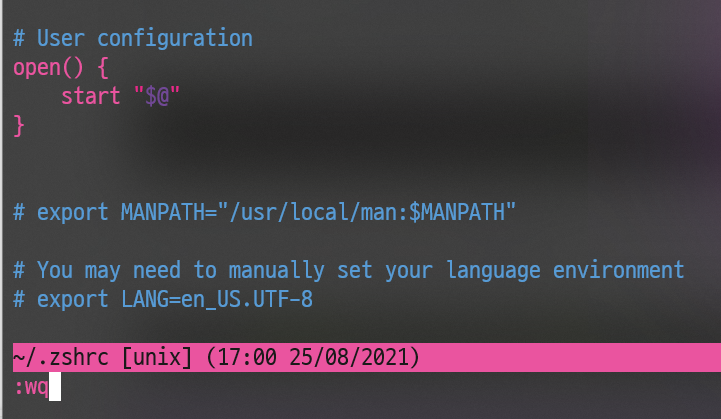 # User configuration
open() {
    start "$@"
}
# export MANPATH="/usr/local/man:$MANPATH"
# You may need to manually set your language environment
# export LANG=en_US.UTF-8
~/.zshrc [unix] (17:00 25/08/2021)
:wq